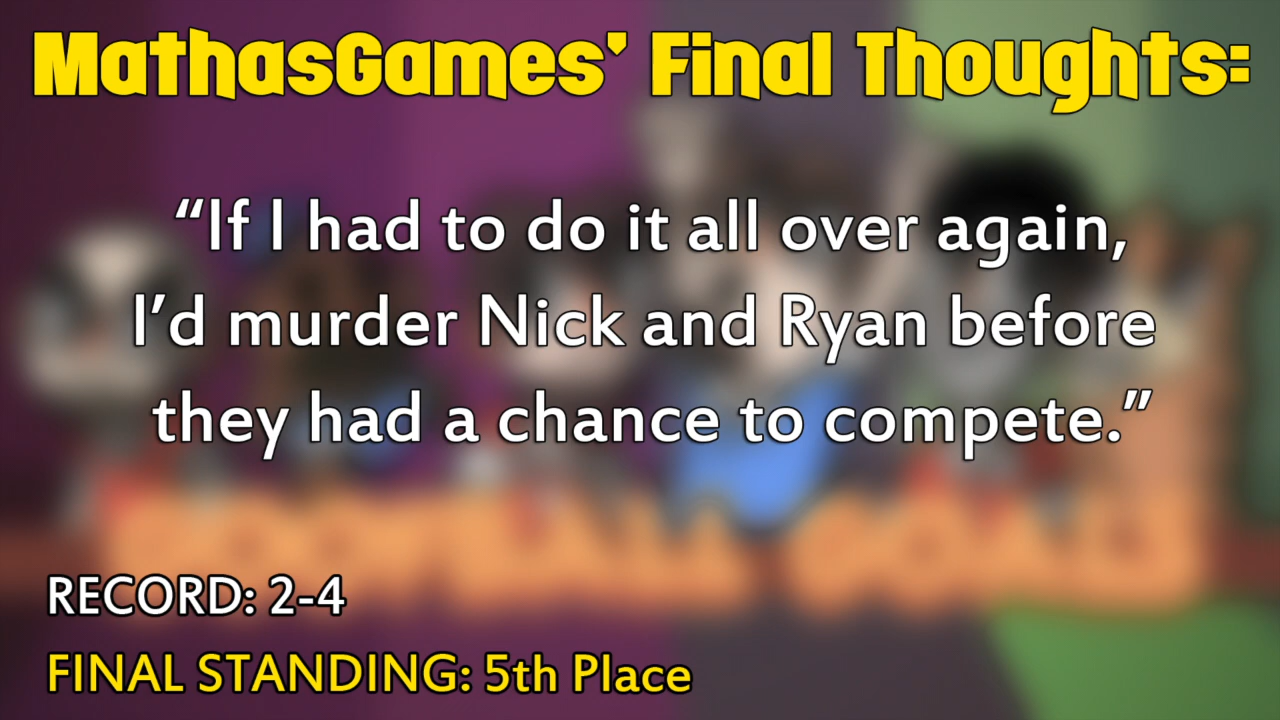 MathasGames’ Final Thoughts:
“If I had to do it all over again,
I’d murder Nick and Ryan before
they had a chance to compete.”
RECORD: 2-4
FINAL STANDING: 5th Place